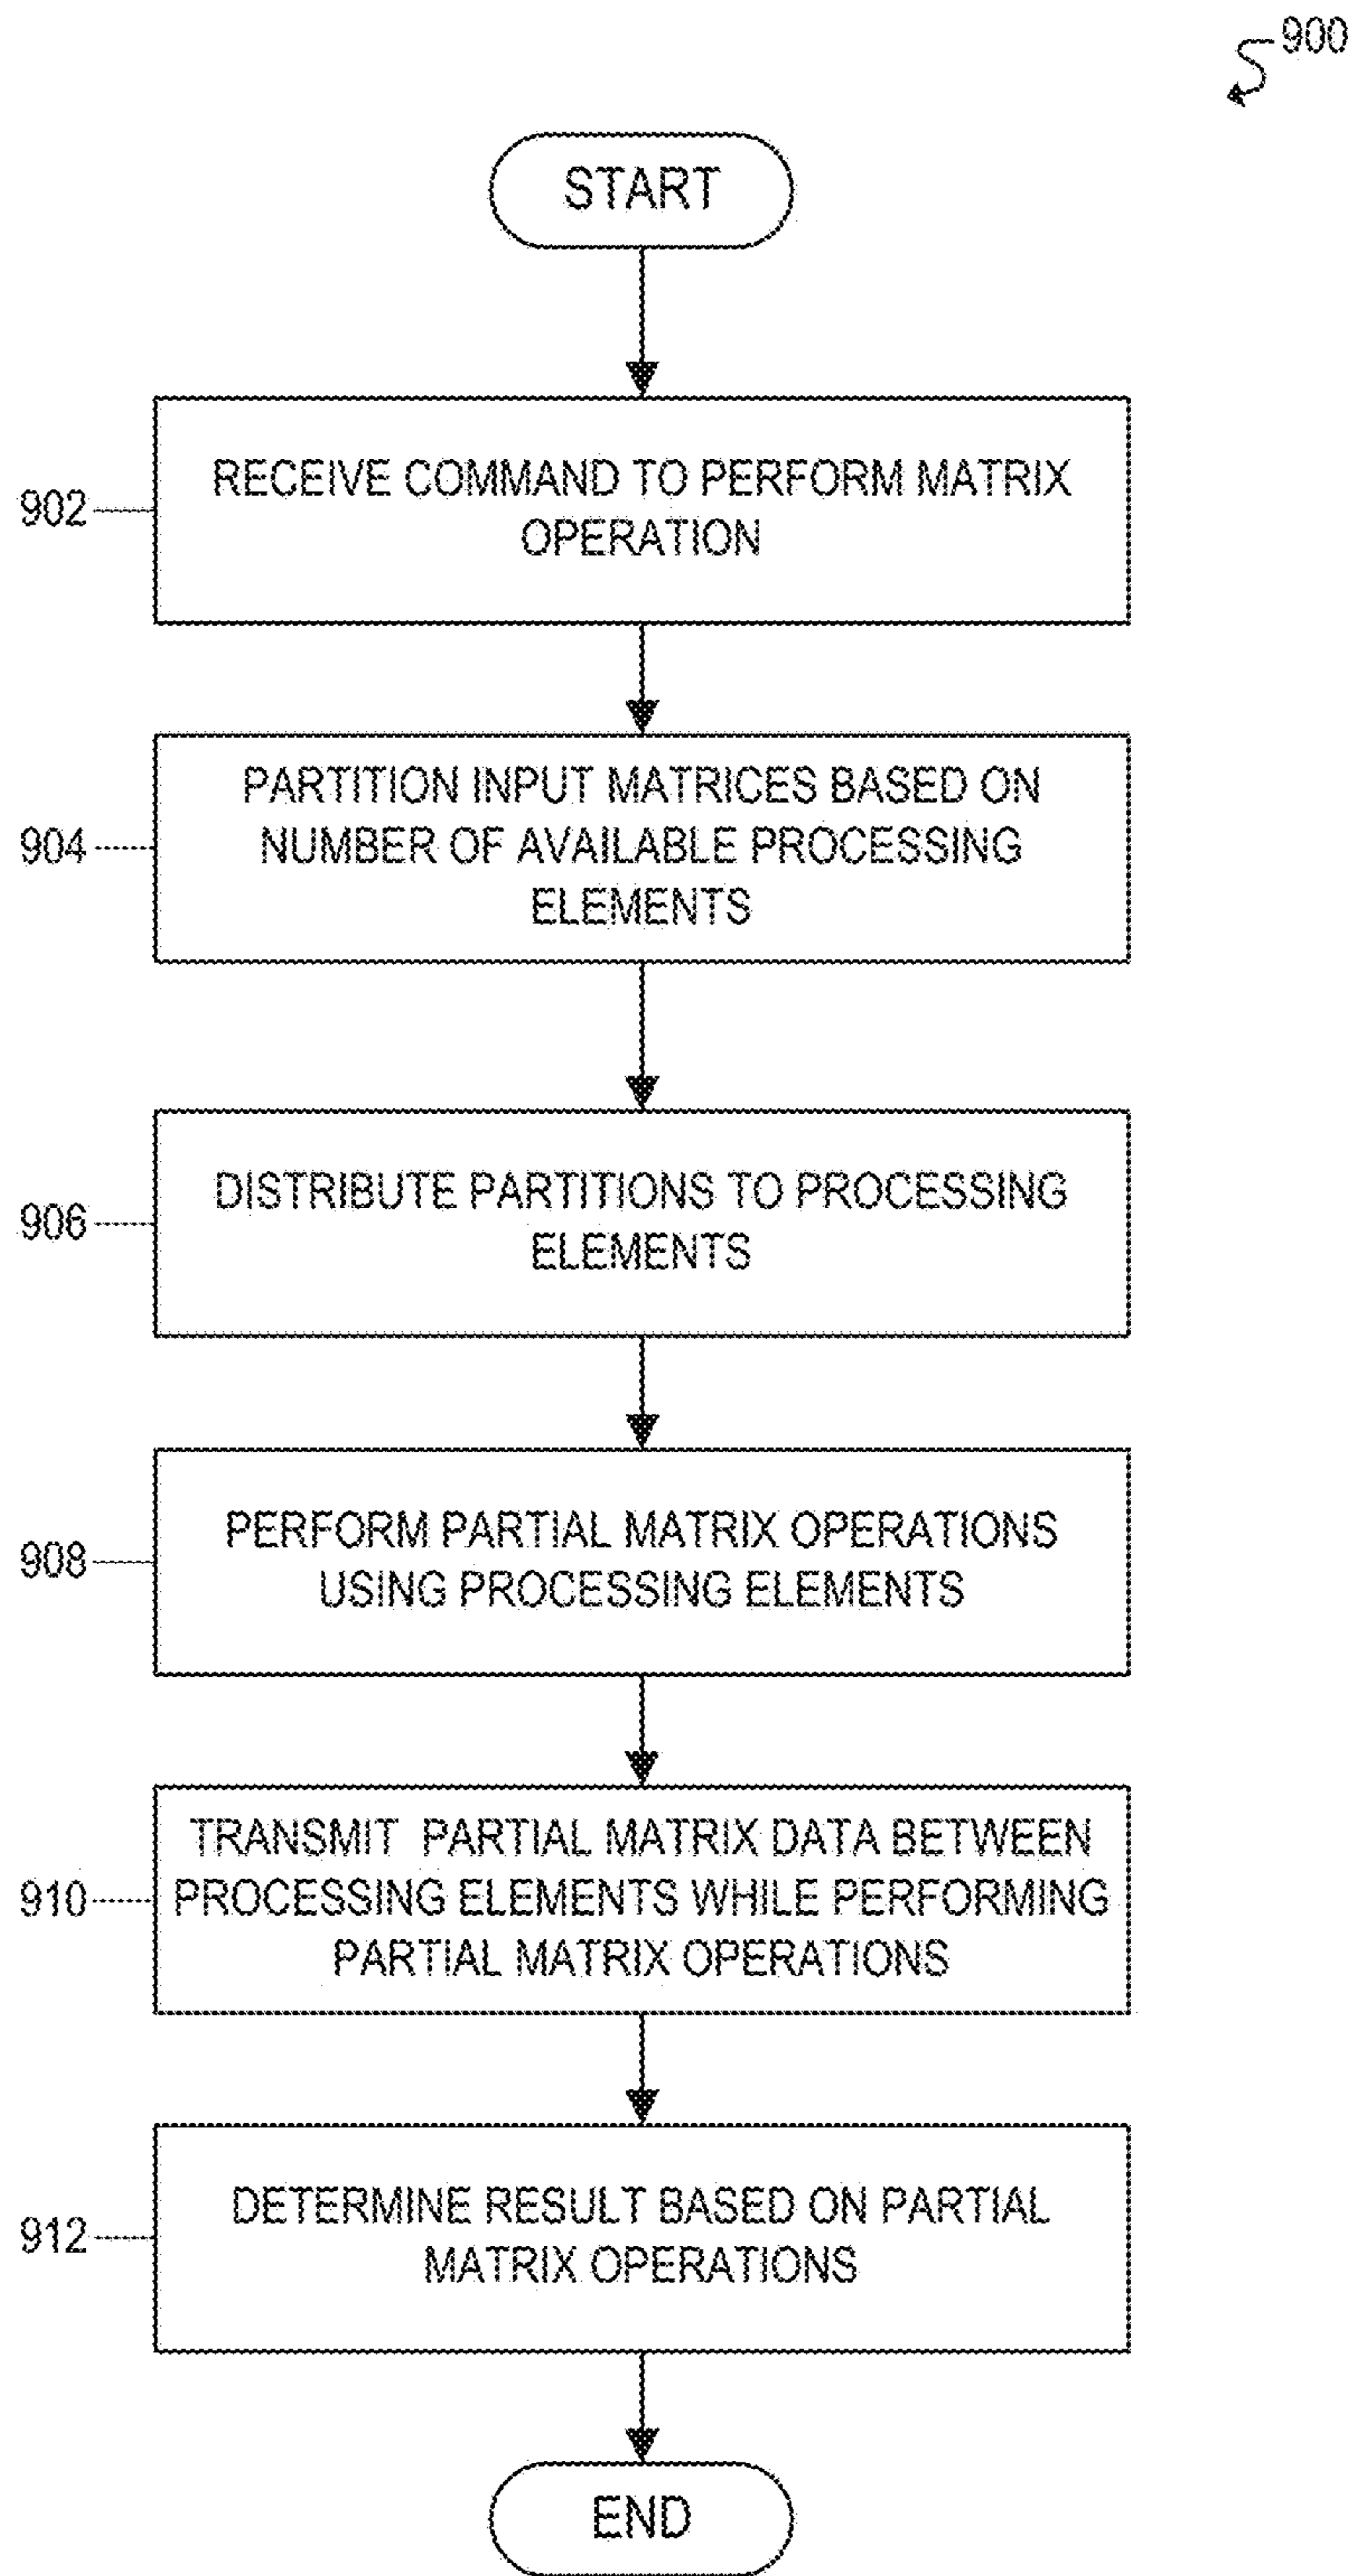 900
START
902
RECEIVE COMMAND TO PERFORM MATRIX
OPERATION
904
PARTITION INPUT MATRICES BASED ON
NUMBER OF AVAILABLE PROCESSING
ELEMENTS
906
DISTRIBUTE PARTITIONS TO PROCESSING
ELEMENTS
908
PERFORM PARTIAL MATRIX OPERATIONS
USING PROCESSING ELEMENTS
910
TRANSMIT PARTIAL MATRIX DATA BETWEEN
PROCESSING ELEMENTS WHILE PERFORMING
PARTIAL MATRIX OPERATIONS
912
DETERMINE RESULT BASED ON PARTIAL
MATRIX OPERATIONS
END